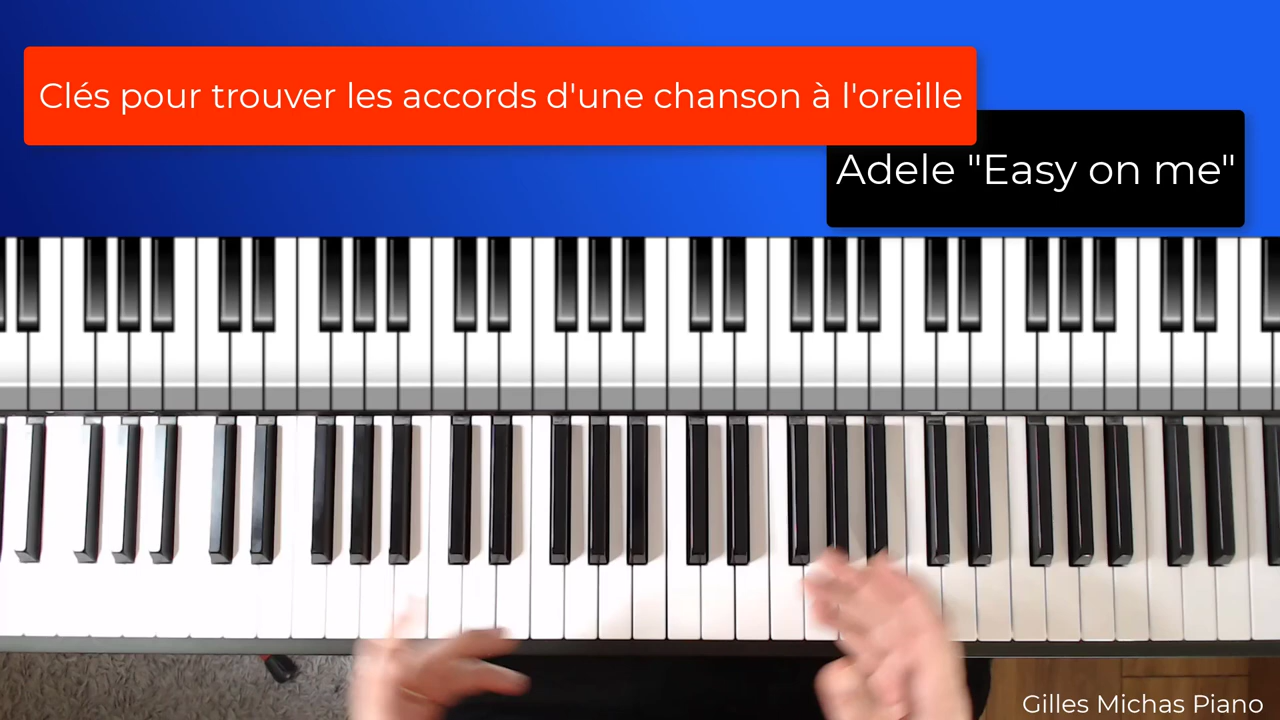 Clés pour trouver les accords d'une chanson à l'oreille
Adele "Easy on me"
Gilles Michas Piano